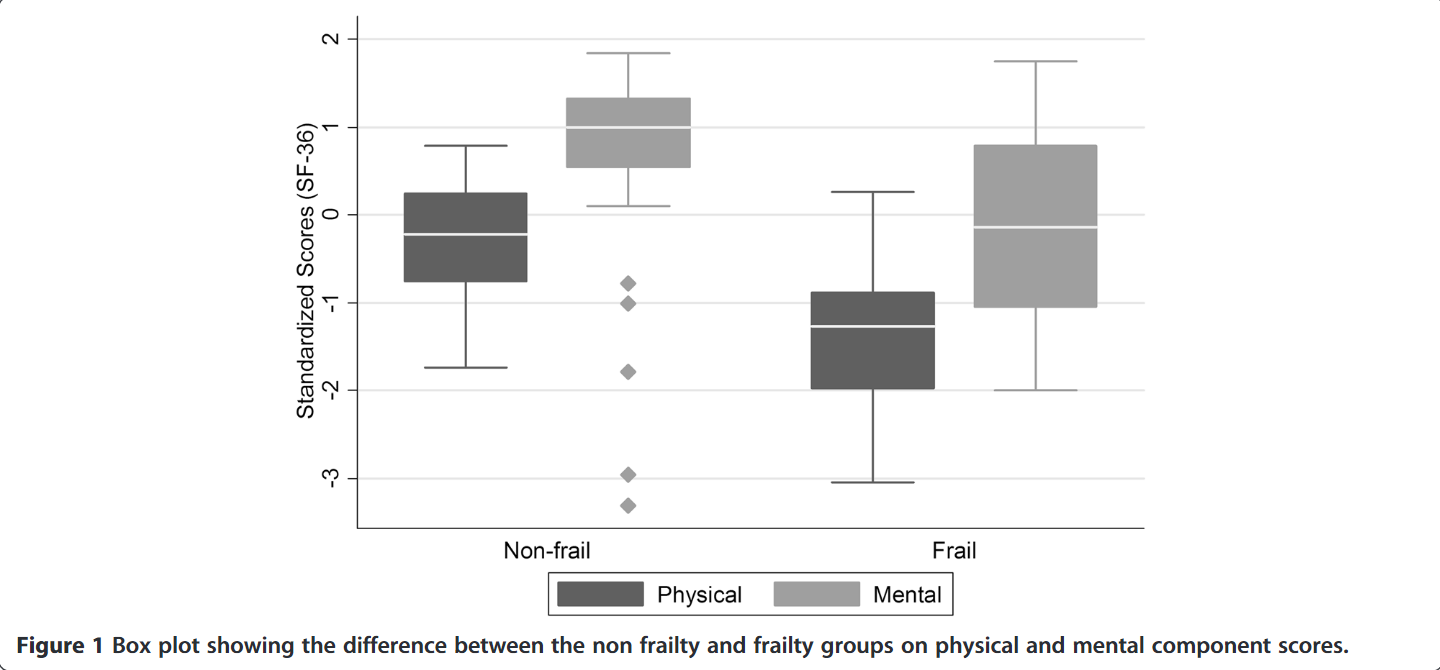 Standardized Scores (SF-36)
2
1
0
-1
-2
-3
Non-frail Frail
Physical Mental
Figure 1 Box plot showing the difference between the non frailty and frailty groups on physical and mental component scores.